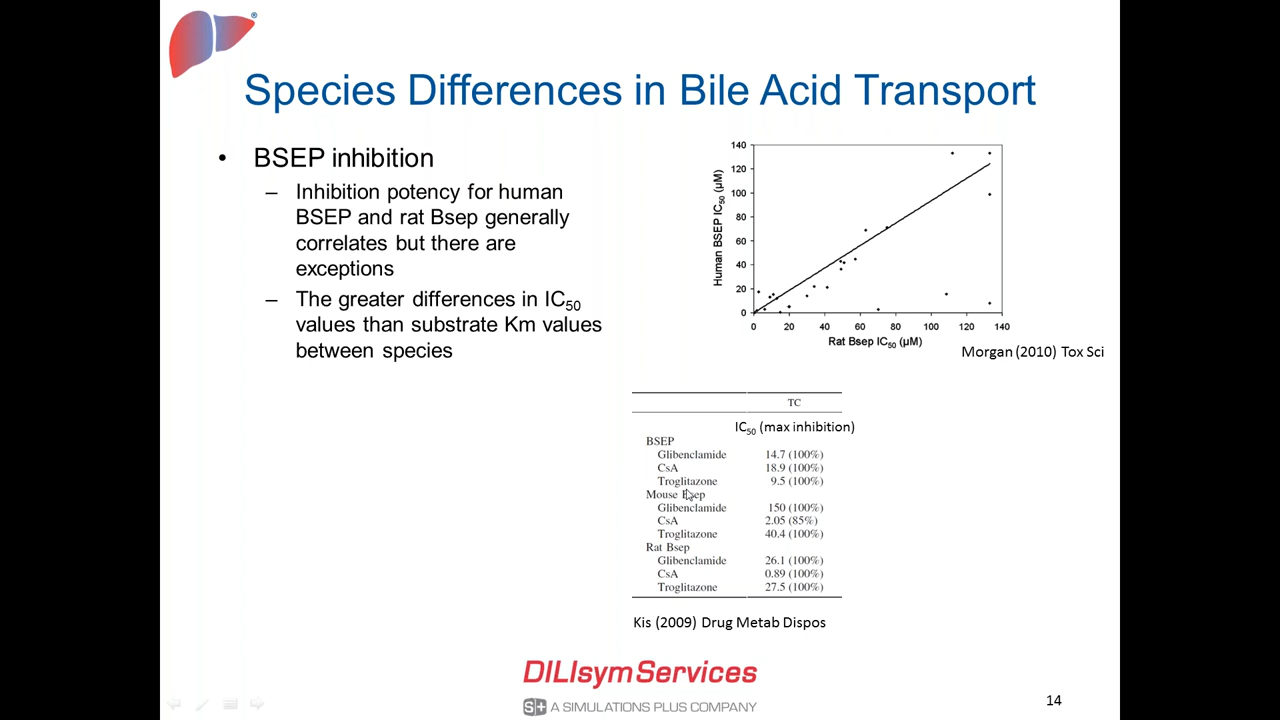 Species Differences in Bile Acid Transport
• BSEP inhibition
– Inhibition potency for human
BSEP and rat Bsep generally
correlates but there are
exceptions
– The greater differences in IC50
values than substrate Km values
between species
Human BSEP IC50 (µM)
140
120
100
80
60
40
20
0
0 20 40 60 80 100 120 140
Rat Bsep IC50 (µM)
Morgan (2010) Tox Sci
TC
IC50 (max inhibition)
BSEP
Glibenclamide 14.7 (100%)
CsA 18.9 (100%)
Troglitazone 9.5 (100%)
Mouse Bsep
Glibenclamide 150 (100%)
CsA 2.05 (85%)
Troglitazone 40.4 (100%)
Rat Bsep
Glibenclamide 26.1 (100%)
CsA 0.89 (100%)
Troglitazone 27.5 (100%)
Kis (2009) Drug Metab Dispos
DILIsym Services
S+ A SIMULATIONS PLUS COMPANY
14